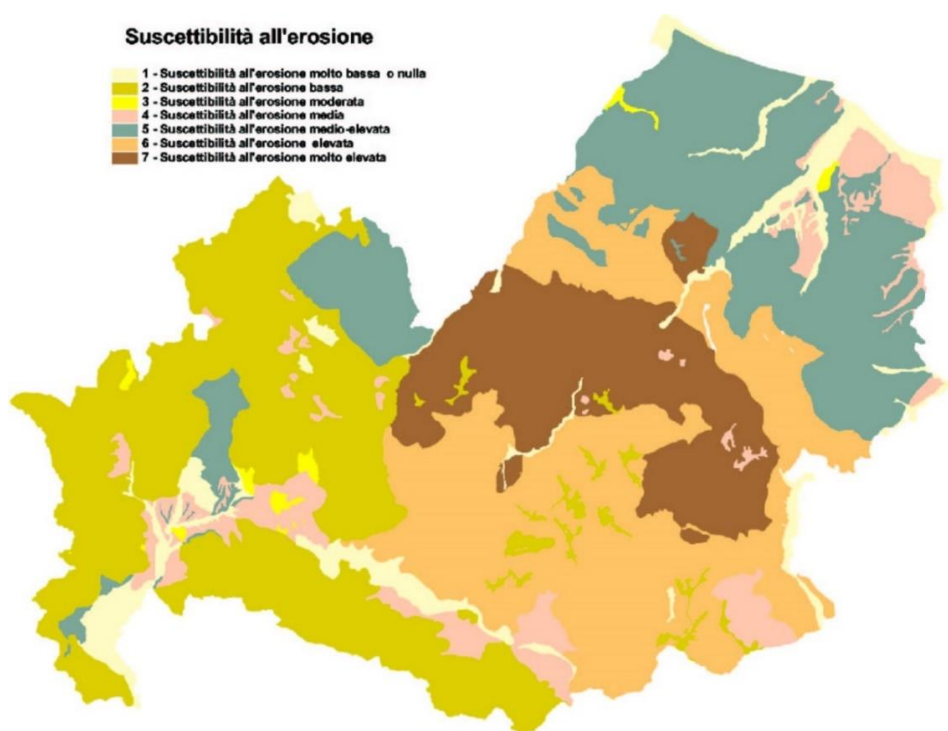 Suscettibilità all'erosione
1 - Suscettibilità all'erosione molto bassa o nulla
2 - Suscettibilità all'erosione bassa
3 - Suscettibilità all'erosione moderata
4 - Suscettibilità all'erosione media
5 - Suscettibilità all'erosione medio-elevata
6 - Suscettibilità all'erosione elevata
7 - Suscettibilità all'erosione molto elevata